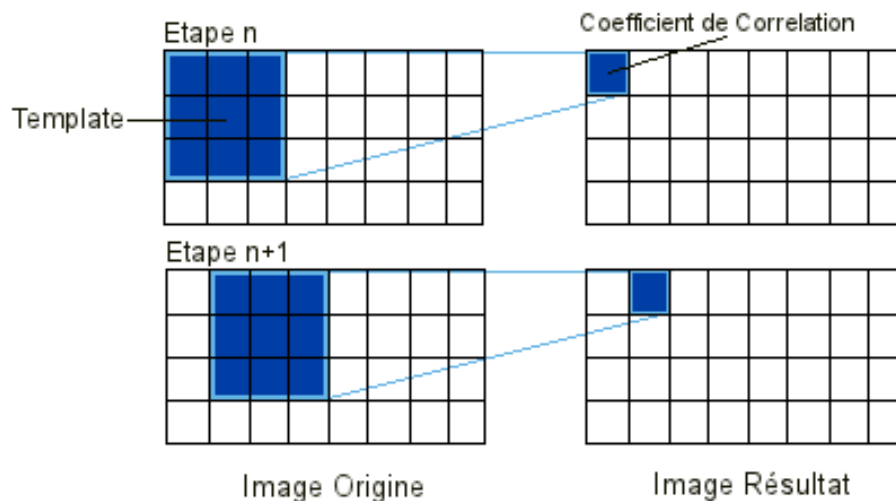 Etape n
Coefficient de Correlation
Template
Etape n+1
Image Origine
Image Résultat